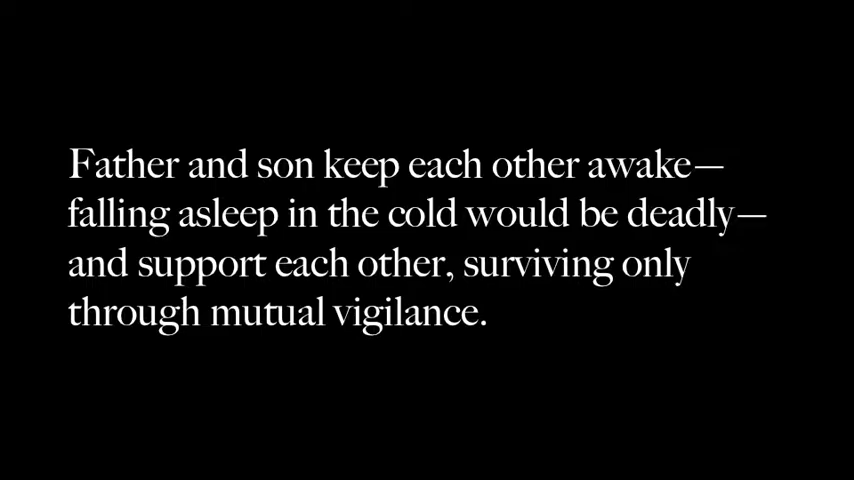 Father and son keep each other awake—
falling asleep in the cold would be deadly—
and support each other, surviving only
through mutual vigilance.